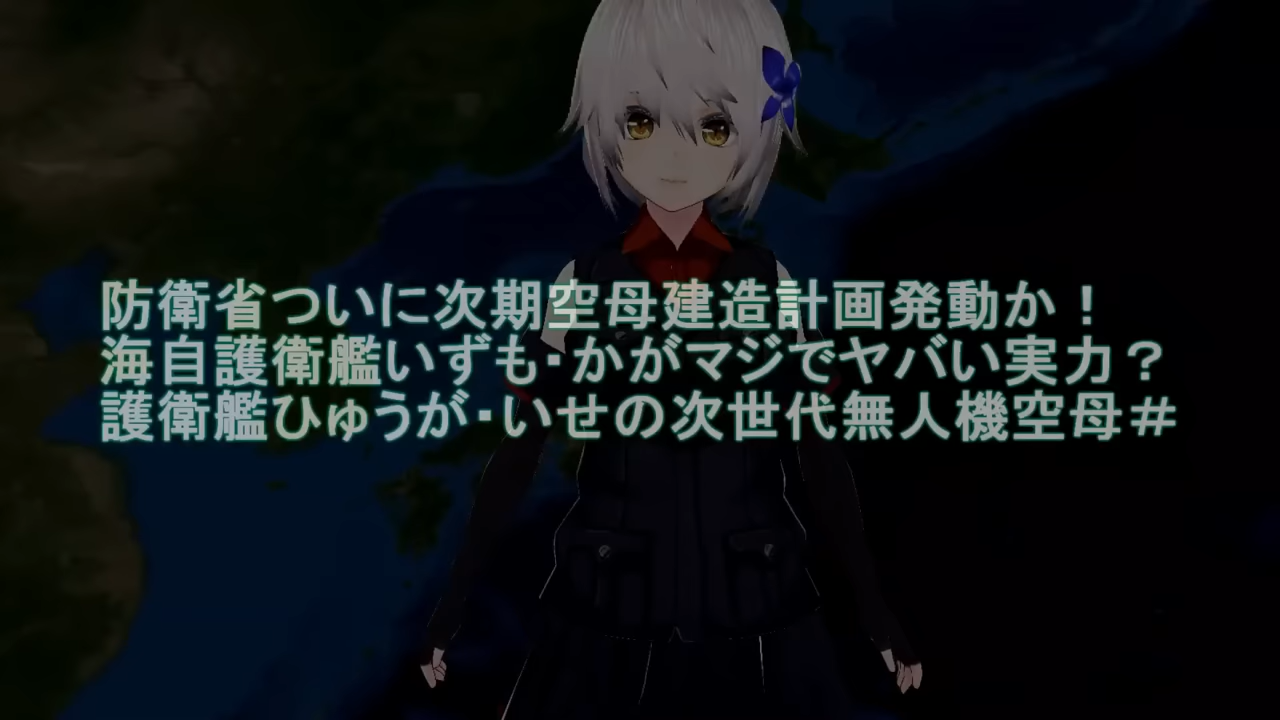 防衛省ついに次期空母建造計画発動か！
海自護衛艦いずも・かがマジでヤバい実力？
護衛艦ひゅうが・いせの次世代無人機空母＃